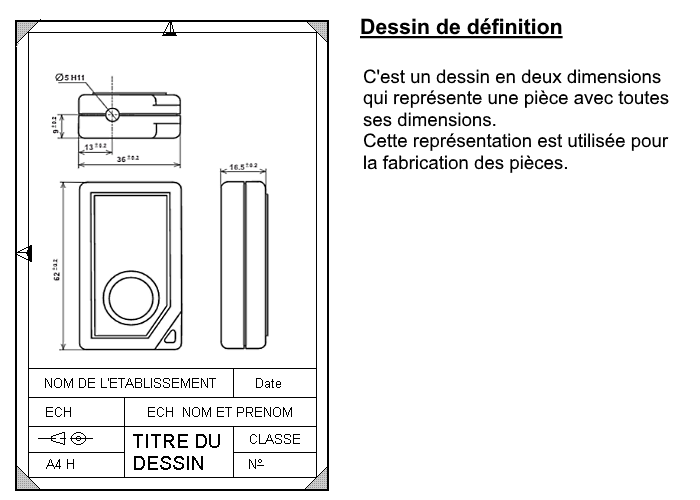 Dessin de définition
C'est un dessin en deux dimensions
qui représente une pièce avec toutes
ses dimensions.
Cette représentation est utilisée pour
la fabrication des pièces.
Ø5 H11
9 ±0.2
13 ±0.2
36 ±0.2
16.5 ±0.2
62 ±0.2
NOM DE L'ETABLISSEMENT Date
ECH ECH NOM ET PRENOM
TITRE DU CLASSE
DESSIN
A4 H Nº